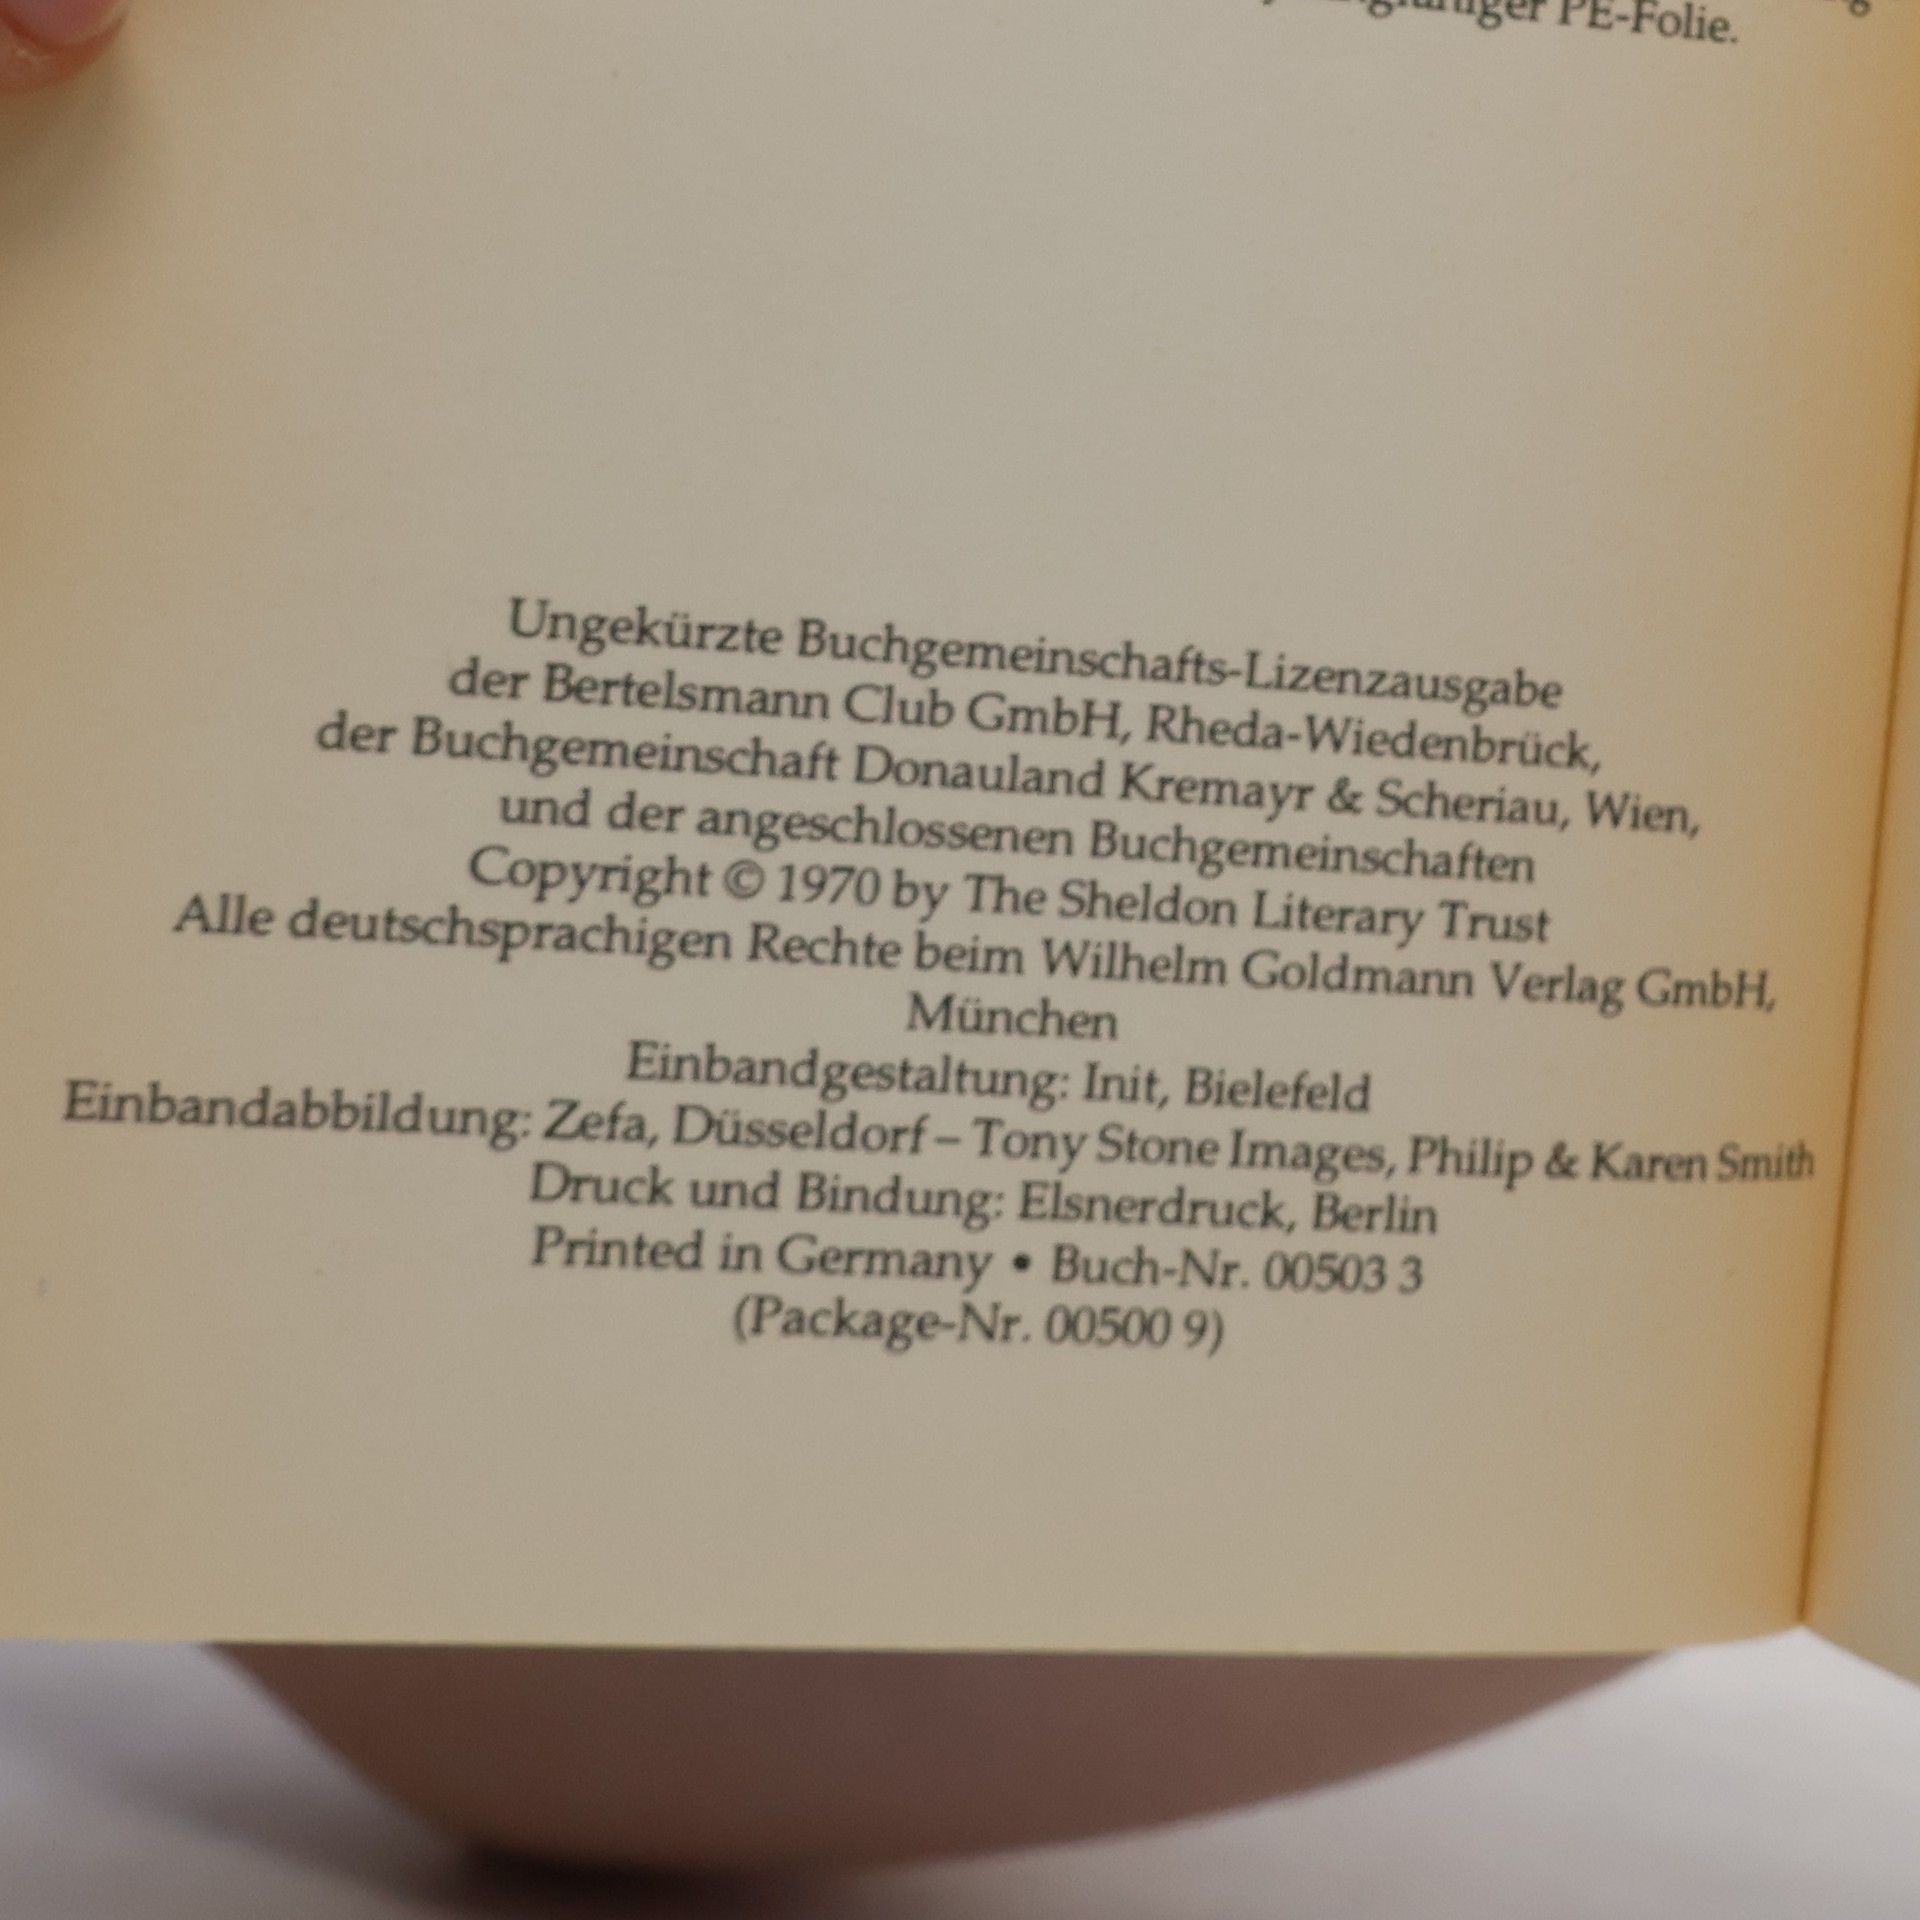 PE-Folie.
Ungekürzte Buchgemeinschafts-Lizenzausgabe
der Bertelsmann Club GmbH, Rheda-Wiedenbrück,
der Buchgemeinschaft Donauland Kremayr & Scheriau, Wien,
und der angeschlossenen Buchgemeinschaften
Copyright © 1970 by The Sheldon Literary Trust
Alle deutschsprachigen Rechte beim Wilhelm Goldmann Verlag GmbH,
München
Einbandgestaltung: Init, Bielefeld
Einbandabbildung: Zefa, Düsseldorf – Tony Stone Images, Philip & Karen Smith
Druck und Bindung: Elsnerdruck, Berlin
Printed in Germany • Buch-Nr. 00503 3
(Package-Nr. 00500 9)